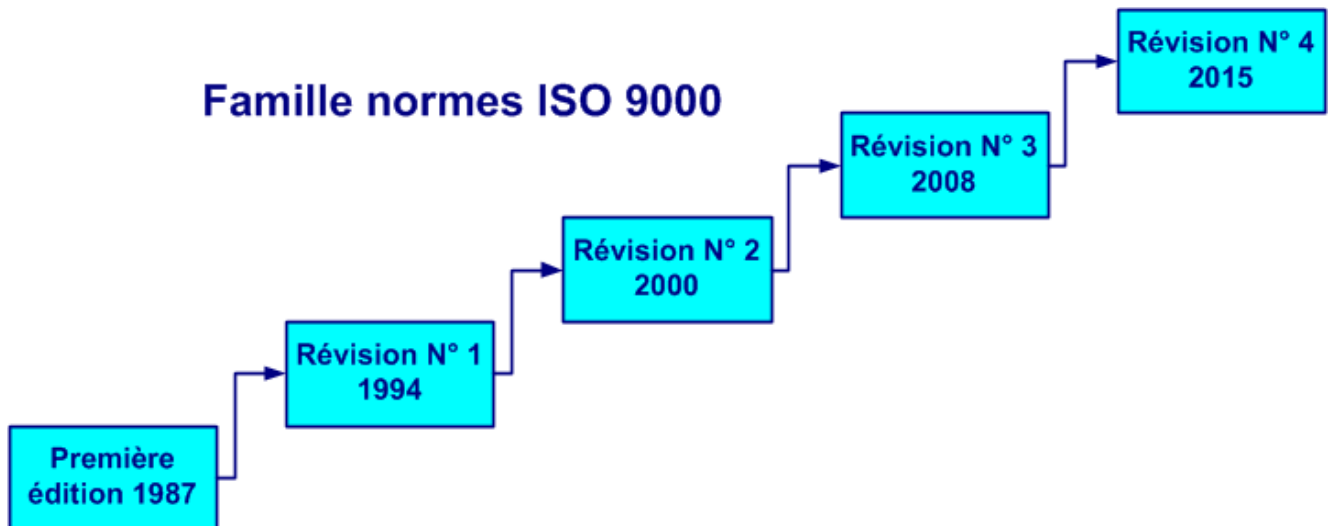 Famille normes ISO 9000
Première
édition 1987
Révision N° 1
1994
Révision N° 2
2000
Révision N° 3
2008
Révision N° 4
2015